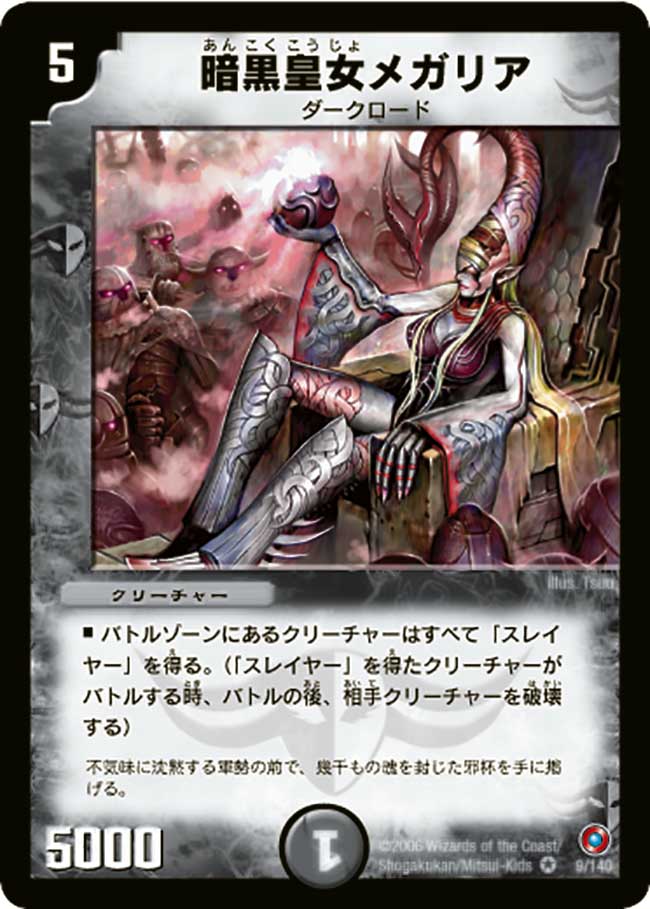 5
あんこくこうじょ
暗黒皇女メガリア
ダークロード
illus. Tsuu
クリーチャー
■ バトルゾーンにあるクリーチャーはすべて「スレイ
ヤー」を得る。(「スレイヤー」を得たクリーチャーが
バトルする時、バトルの後、相手クリーチャーを破壊
する)
不気味に沈黙する軍勢の前で、幾千もの魂を封じた邪杯を手に掲
げる。
5000
1
©2006 Wizards of the Coast/
Shogakukan/Mitsui-Kids
9/140